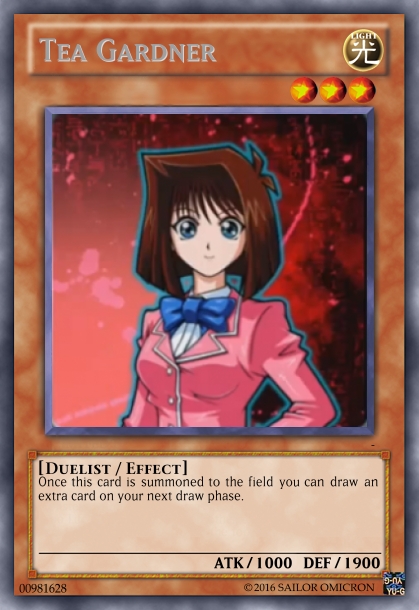 TEA GARDNER
LIGHT
光
[DUELIST / EFFECT]
Once this card is summoned to the field you can draw an
extra card on your next draw phase.
ATK / 1000 DEF / 1900
00981628
©2016 SAILOR OMICRON
YU-G